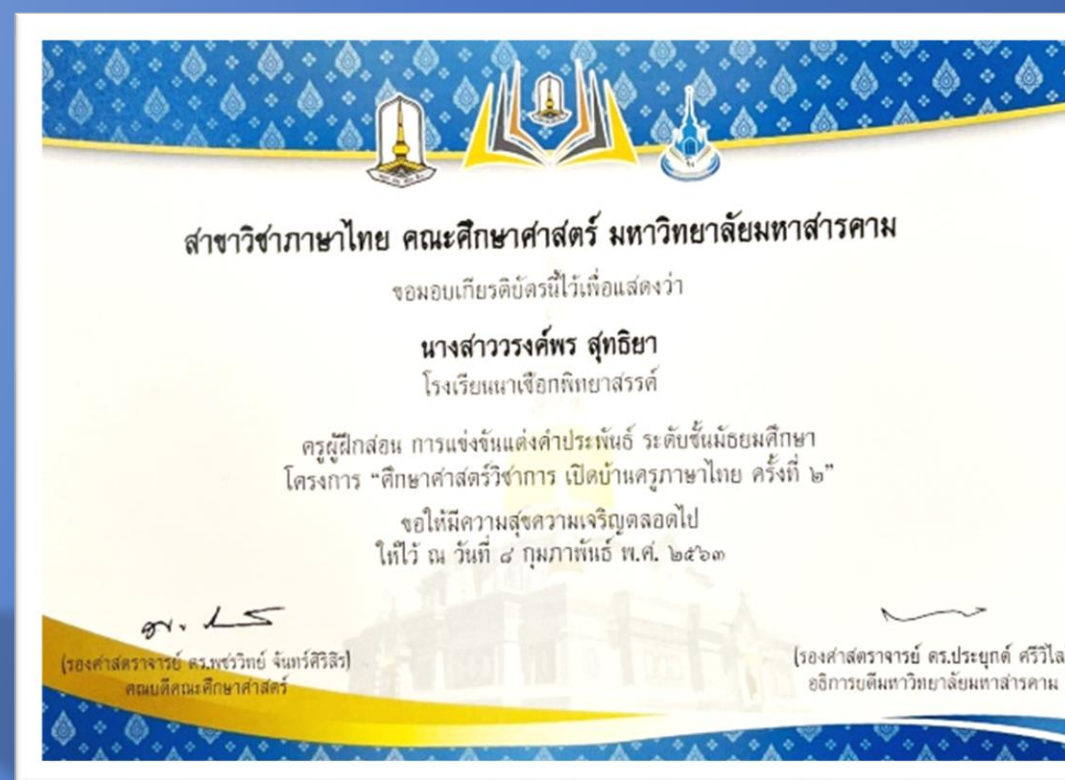 สาขาวิชาภาษาไทย คณะศึกษาศาสตร์ มหาวิทยาลัยมหาสารคาม
ขอมอบเกียรติบัตรนี้ไว้เพื่อแสดงว่า
นางสาววรงค์พร สุทธิยา
โรงเรียนนาเชือกพิทยาสรรค์
ครูผู้ฝึกสอน การแข่งขันแต่งคำประพันธ์ ระดับชั้นมัธยมศึกษา
โครงการ “ศึกษาศาสตร์วิชาการ เปิดบ้านครูภาษาไทย ครั้งที่ ๒”
ขอให้มีความสุขความเจริญตลอดไป
ให้ไว้ ณ วันที่ ๘ กุมภาพันธ์ พ.ศ. ๒๕๖๓
(รองศาสตราจารย์ ดร.พชรวิทย์ จันทร์ศิริสิร)
คณบดีคณะศึกษาศาสตร์
(รองศาสตราจารย์ ดร.ประยุกต์ ศรีวิไล
อธิการบดีมหาวิทยาลัยมหาสารคาม